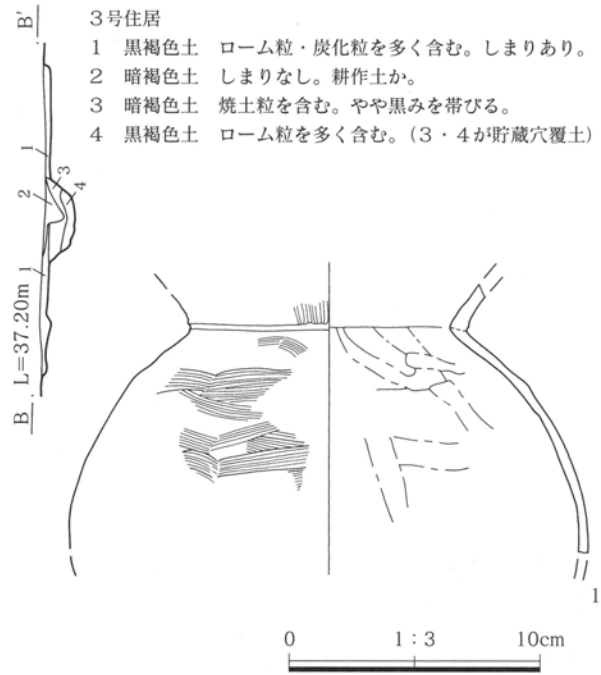 3号住居
1 黒褐色土 ローム粒・炭化粒を多く含む。しまりあり。
2 暗褐色土 しまりなし。耕作土か。
3 暗褐色土 焼土粒を含む。やや黒みを帯びる。
4 黒褐色土 ローム粒を多く含む。(3・4が貯蔵穴覆土)
B'
1
3
4
2
1
B L=37.20m
1
0 1:3 10cm